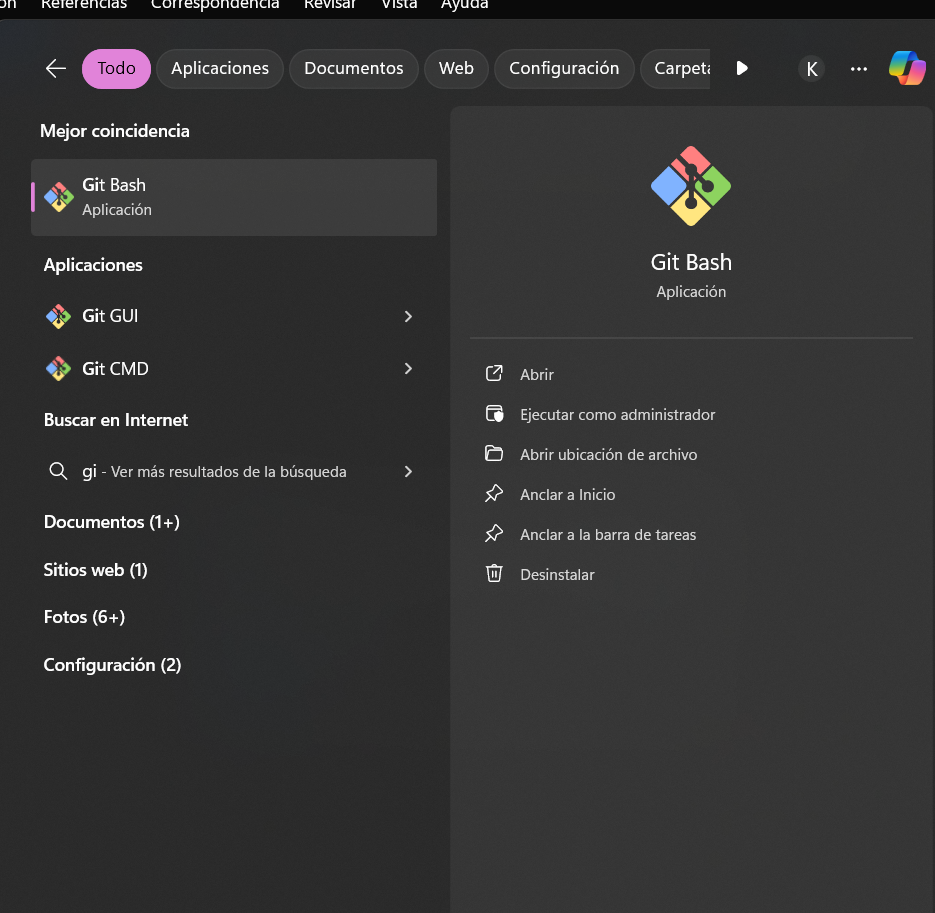 Referencias Correspondencia Revisar Vista Ayuda
Todo Aplicaciones Documentos Web Configuración K ...
Mejor coincidencia
Git Bash
Aplicación
Aplicaciones
Git GUI
Git CMD
Buscar en Internet
gi - Ver más resultados de la búsqueda
Documentos (1+)
Sitios web (1)
Fotos (6+)
Configuración (2)
Git Bash
Aplicación
Abrir
Ejecutar como administrador
Abrir ubicación de archivo
Anclar a Inicio
Anclar a la barra de tareas
Desinstalar